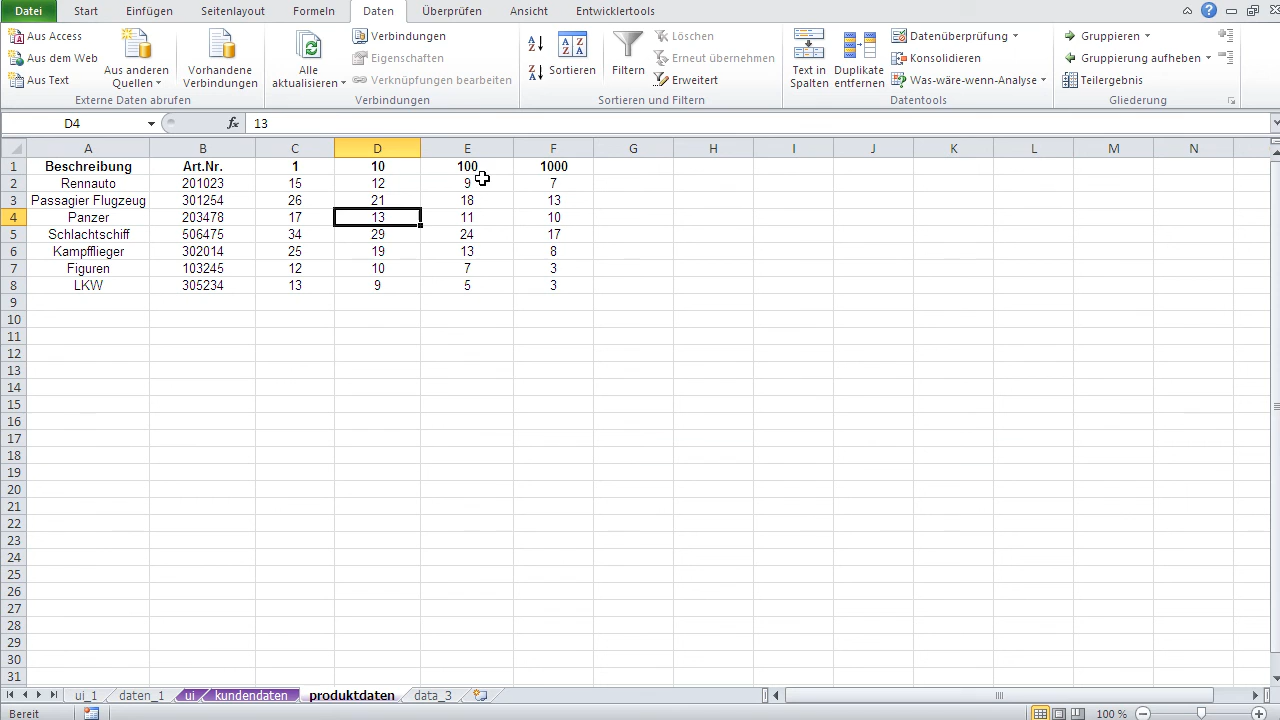 Datei Start Einfügen Seitenlayout Formeln Daten Überprüfen Ansicht Entwicklertools
Aus Access
Aus dem Web
Aus Text
Aus anderen Quellen
Vorhandene Verbindungen
Externe Daten abrufen
Alle aktualisieren
Verbindungen
Eigenschaften
Verknüpfungen bearbeiten
Verbindungen
Sortieren
Filtern
Löschen
Erneut übernehmen
Erweitert
Sortieren und Filtern
Text in Spalten
Duplikate entfernen
Datenüberprüfung
Konsolidieren
Was-wäre-wenn-Analyse
Datentools
Gruppieren
Gruppierung aufheben
Teilergebnis
Gliederung
D4 fx 13
A B C D E F G H I J K L M N
1 Beschreibung Art.Nr. 1 10 100 1000
2 Rennauto 201023 15 12 9 7
3 Passagier Flugzeug 301254 26 21 18 13
4 Panzer 203478 17 13 11 10
5 Schlachtschiff 506475 34 29 24 17
6 Kampfflieger 302014 25 19 13 8
7 Figuren 103245 12 10 7 3
8 LKW 305234 13 9 5 3
9
10
11
12
13
14
15
16
17
18
19
20
21
22
23
24
25
26
27
28
29
30
31
ui_1 daten_1 ui kundendaten produktdaten data_3
Bereit 100 %